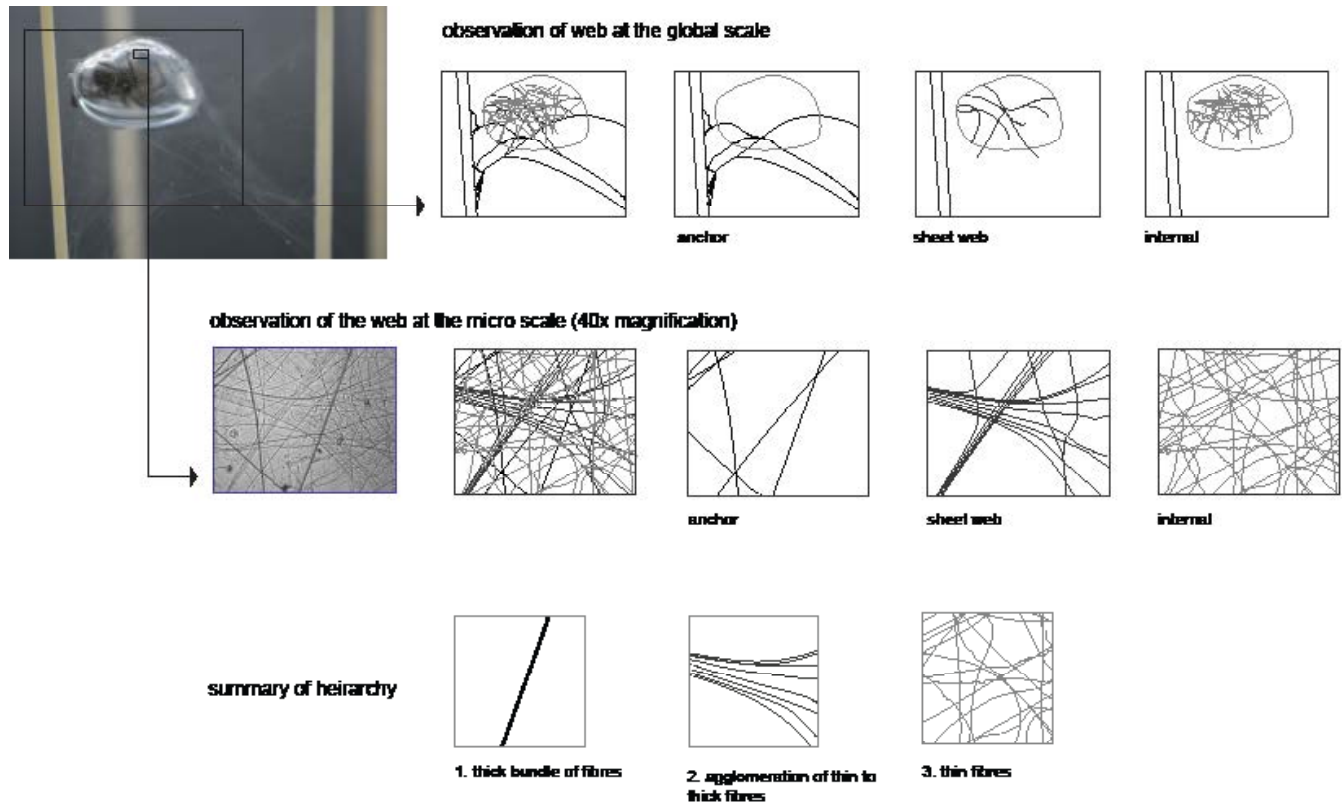 observation of web at the global scale
anchor
sheet web
internal
observation of the web at the micro scale (40x magnification)
anchor
sheet web
internal
summary of heirarchy
1. thick bundle of fibres
2. agglomeration of thin to
thick fibres
3. thin fibres